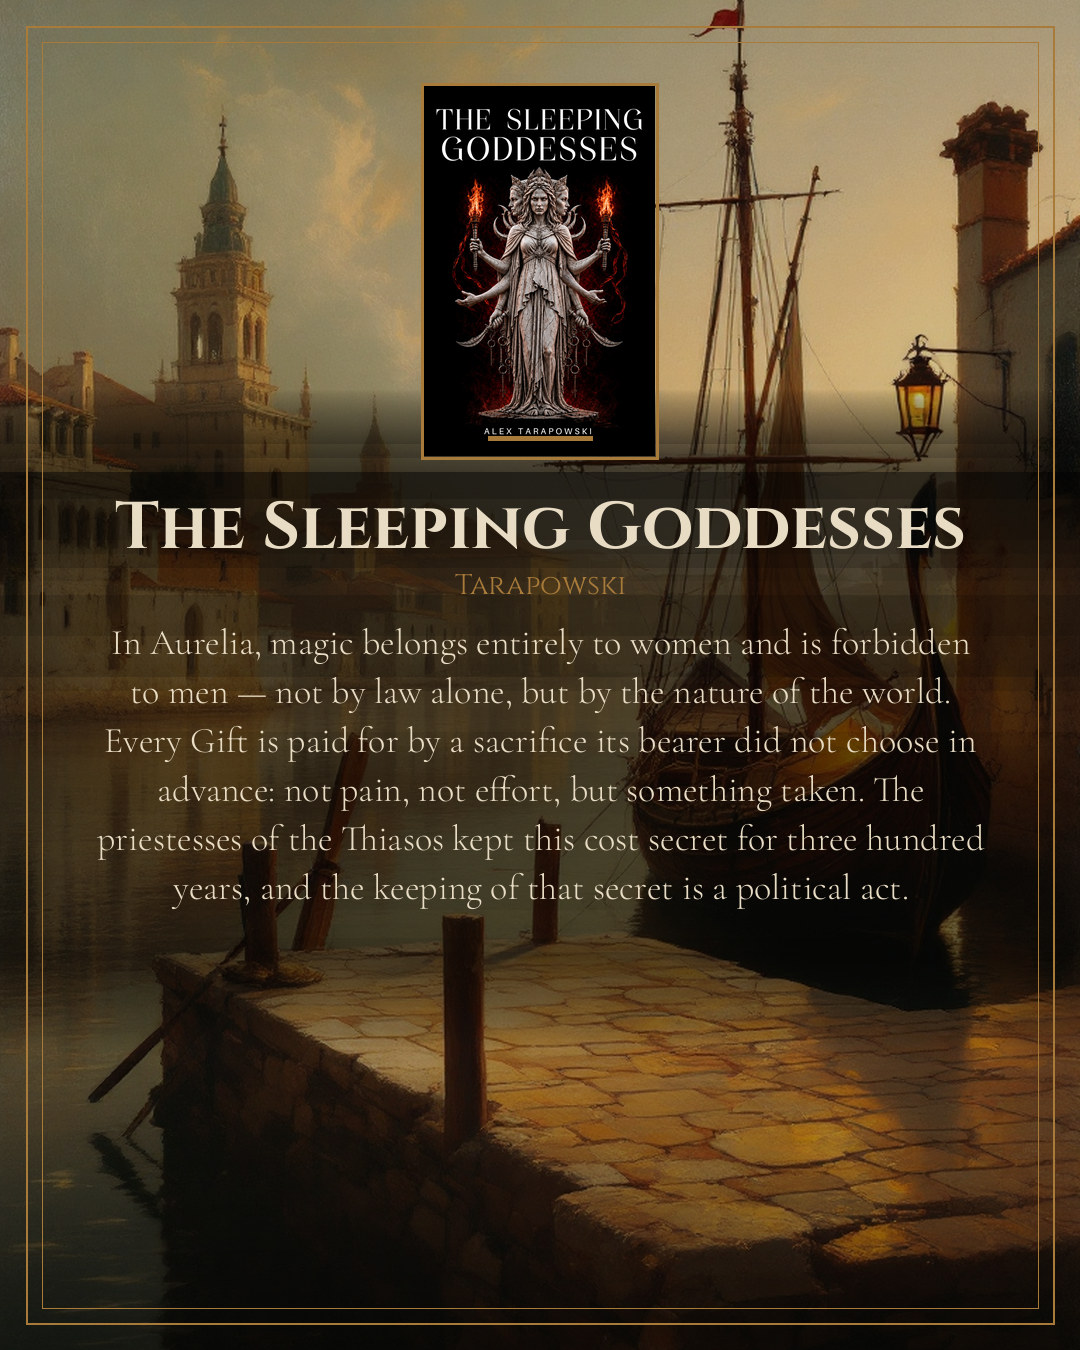 THE SLEEPING
GODDESSES
ALEX TARAPOWSKI
The Sleeping Goddesses
Tarapowski
In Aurelia, magic belongs entirely to women and is forbidden
to men — not by law alone, but by the nature of the world.
Every Gift is paid for by a sacrifice its bearer did not choose in
advance: not pain, not effort, but something taken. The
priestesses of the Thiasos kept this cost secret for three hundred
years, and the keeping of that secret is a political act.